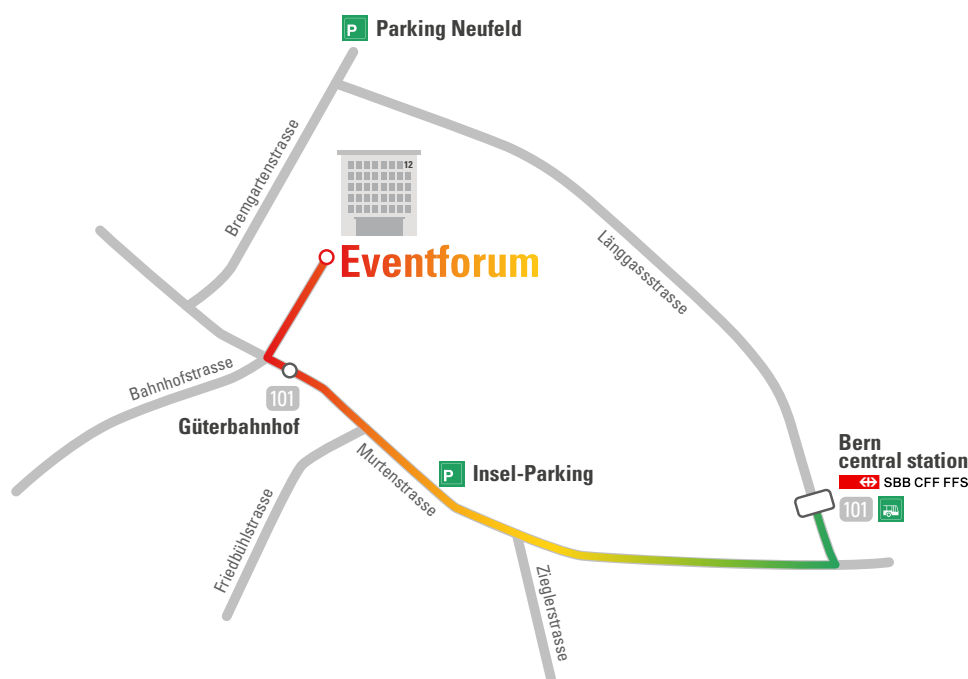 P Parking Neufeld
Bremgartenstrasse
12
Eventforum
Länggassstrasse
Bahnhofstrasse
101
Güterbahnhof
Murtenstrasse
P Insel-Parking
Bern
central station
SBB CFF FFS
101
Friedbühlstrasse
Zieglerstrasse